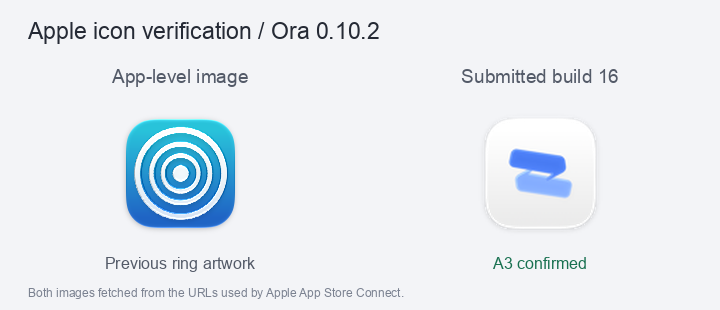 Apple icon verification / Ora 0.10.2
App-level image
Submitted build 16
Previous ring artwork
A3 confirmed
Both images fetched from the URLs used by Apple App Store Connect.